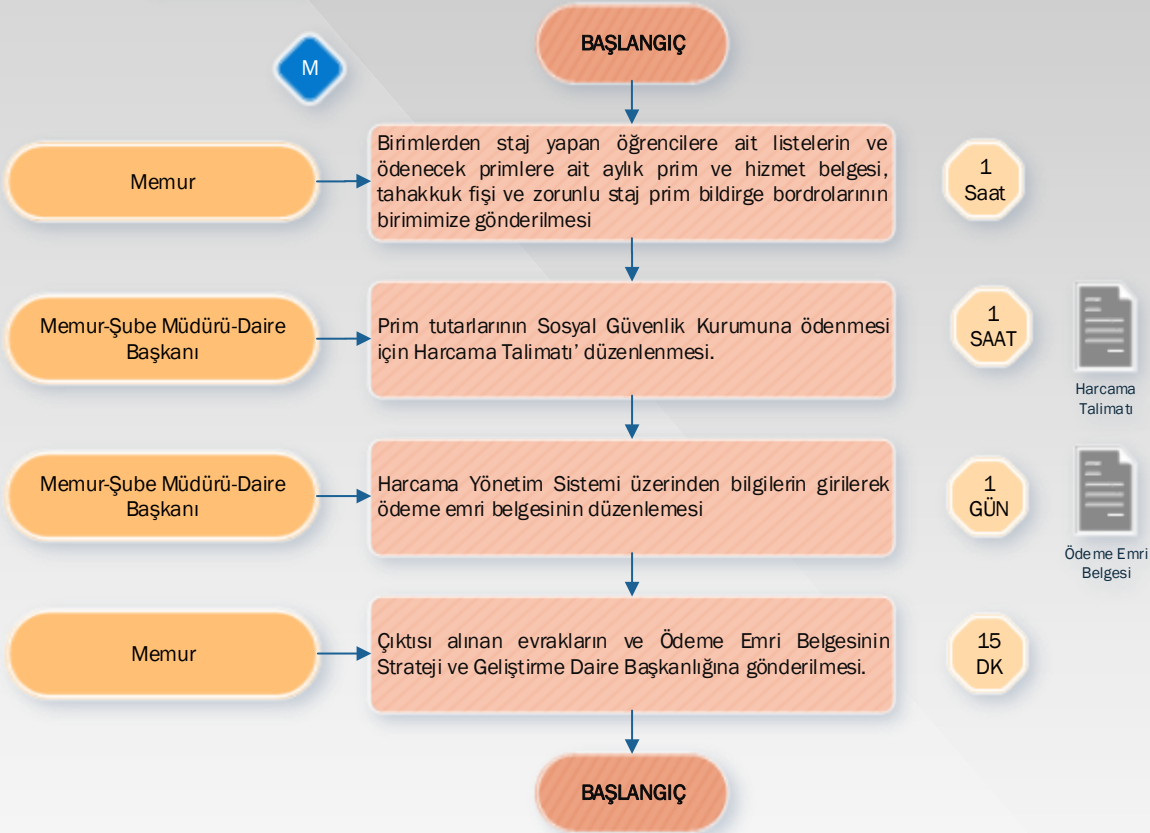 BAŞLANGIÇ
M
Memur
Birimlerden staj yapan öğrencilere ait listelerin ve
ödenecek primlere ait aylık prim ve hizmet belgesi,
tahakkuk fişi ve zorunlu staj prim bildirge bordrolarının
birimimize gönderilmesi
1
Saat
Memur-Şube Müdürü-Daire
Başkanı
Prim tutarlarının Sosyal Güvenlik Kurumuna ödenmesi
için Harcama Talimatı’ düzenlenmesi.
1
SAAT
Harcama
Talimatı
Memur-Şube Müdürü-Daire
Başkanı
Harcama Yönetim Sistemi üzerinden bilgilerin girilerek
ödeme emri belgesinin düzenlemesi
1
GÜN
Ödeme Emri
Belgesi
Memur
Çıktısı alınan evrakların ve Ödeme Emri Belgesinin
Strateji ve Geliştirme Daire Başkanlığına gönderilmesi.
15
DK
BAŞLANGIÇ